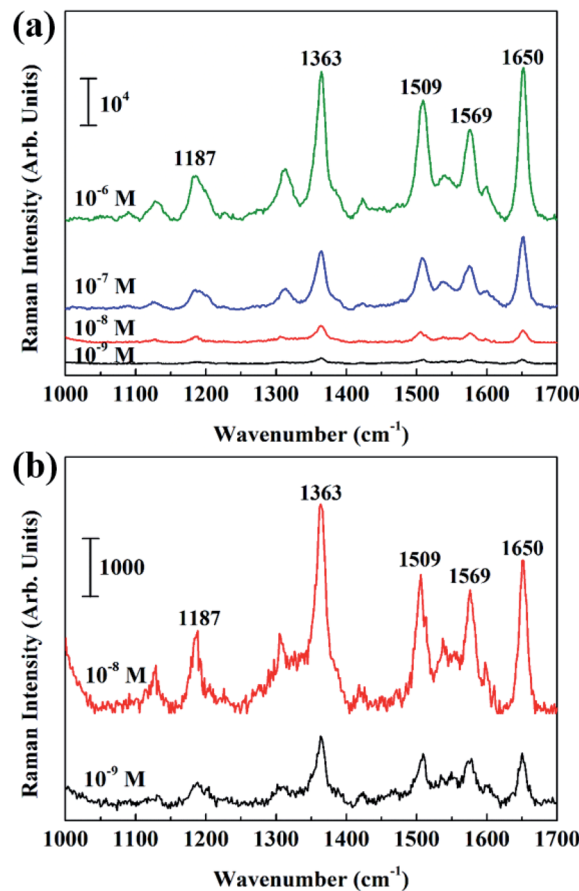 (a)
Raman Intensity (Arb. Units)
10⁴
1187
1363
1509
1569
1650
10⁻⁶ M
10⁻⁷ M
10⁻⁸ M
10⁻⁹ M
1000 1100 1200 1300 1400 1500 1600 1700
Wavenumber (cm⁻¹)
(b)
Raman Intensity (Arb. Units)
1000
1187
1363
1509
1569
1650
10⁻⁸ M
10⁻⁹ M
1000 1100 1200 1300 1400 1500 1600 1700
Wavenumber (cm⁻¹)